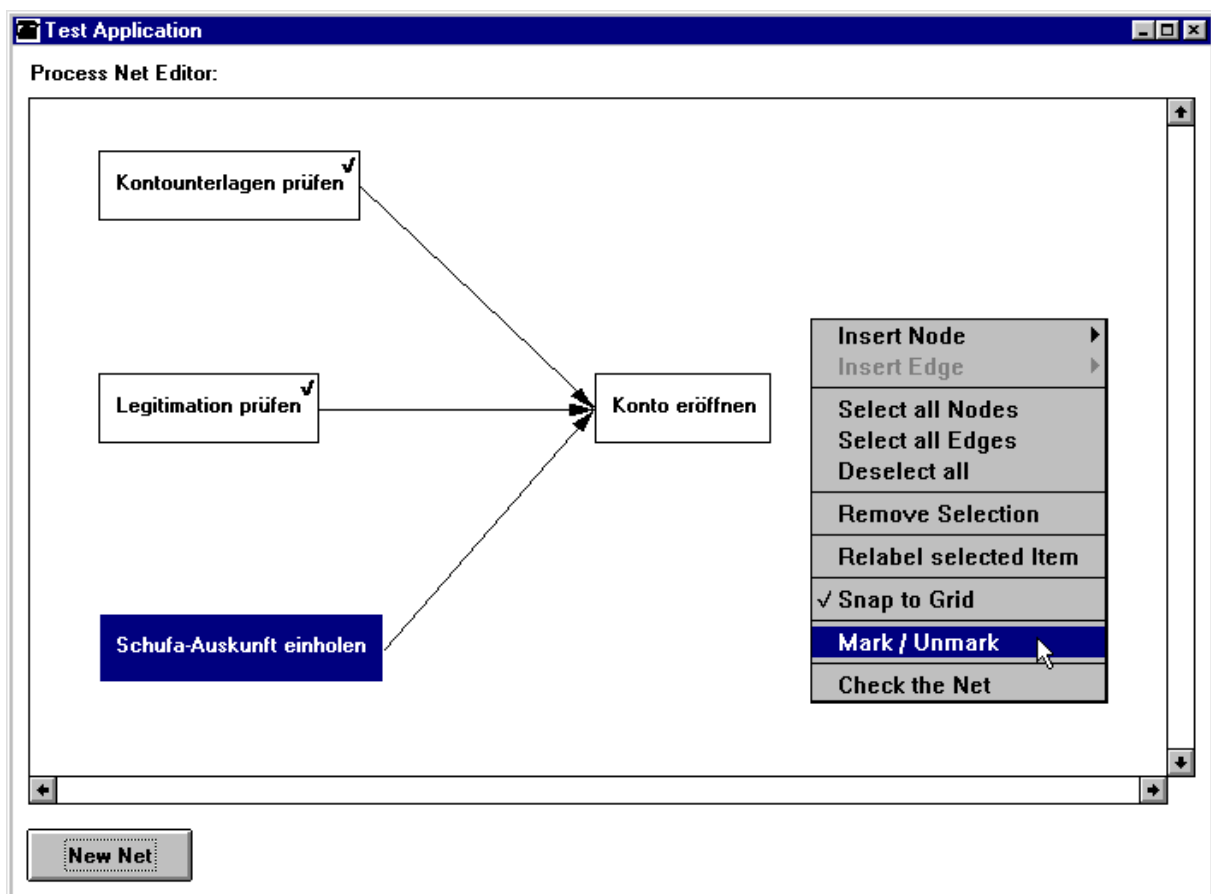 Test Application
Process Net Editor:
Kontounterlagen prüfen
Legitimation prüfen
Konto eröffnen
Schufa-Auskunft einholen
Insert Node
Insert Edge
Select all Nodes
Select all Edges
Deselect all
Remove Selection
Relabel selected Item
Snap to Grid
Mark / Unmark
Check the Net
New Net